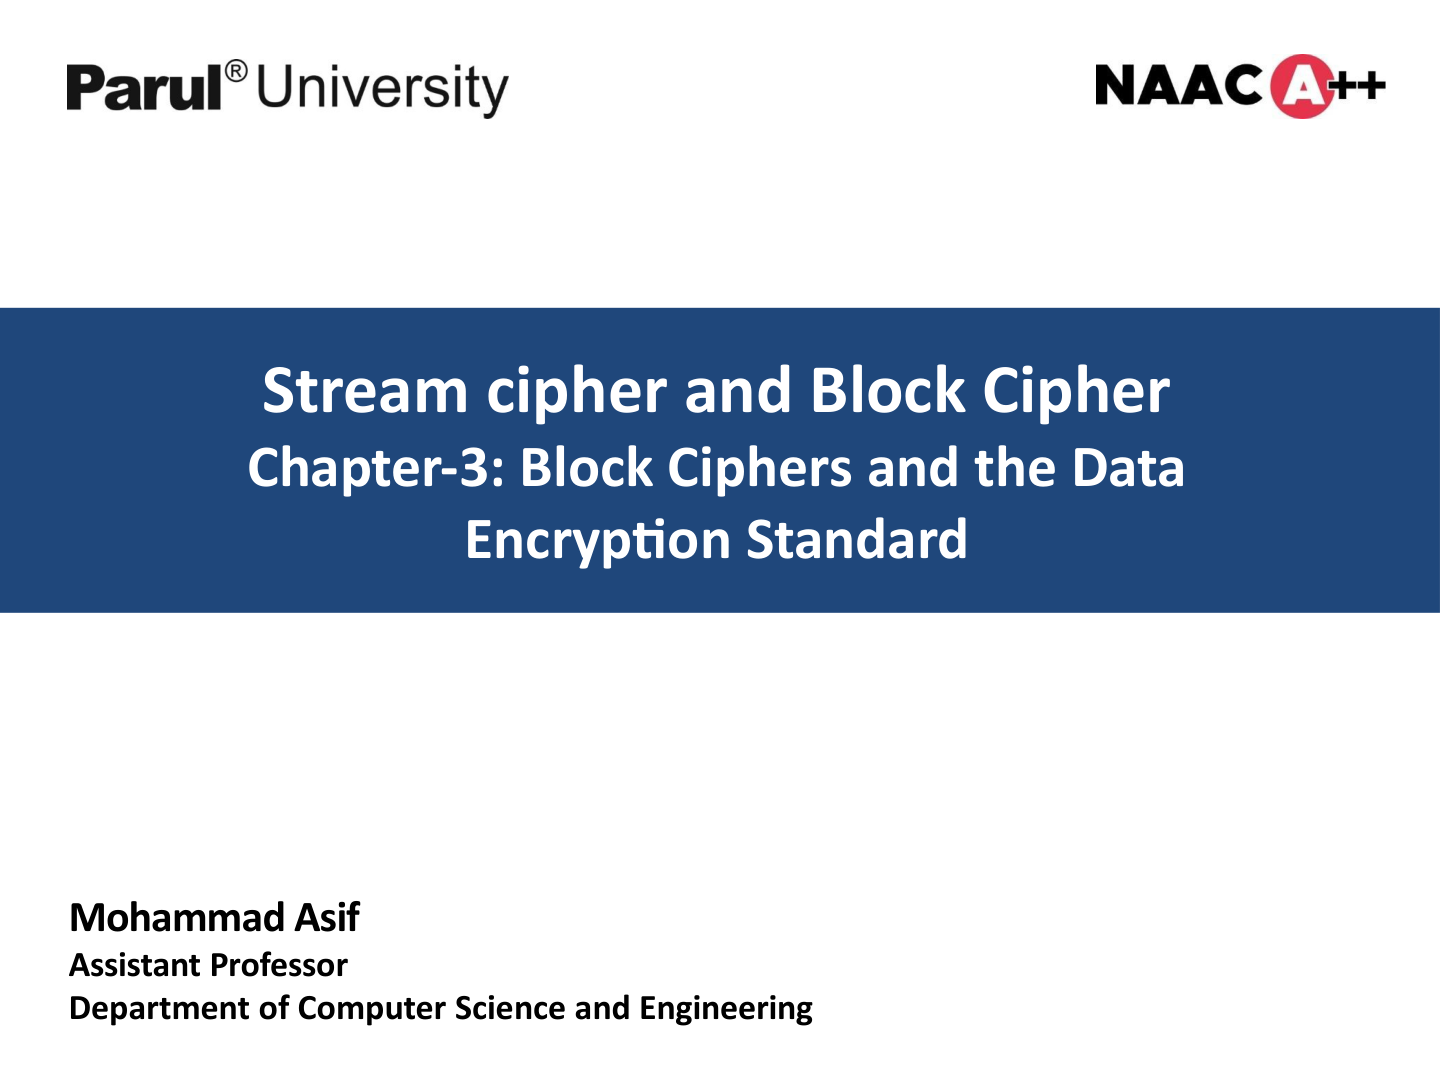 Parul® University
NAAC A++
Stream cipher and Block Cipher
Chapter-3: Block Ciphers and the Data
Encryption Standard
Mohammad Asif
Assistant Professor
Department of Computer Science and Engineering